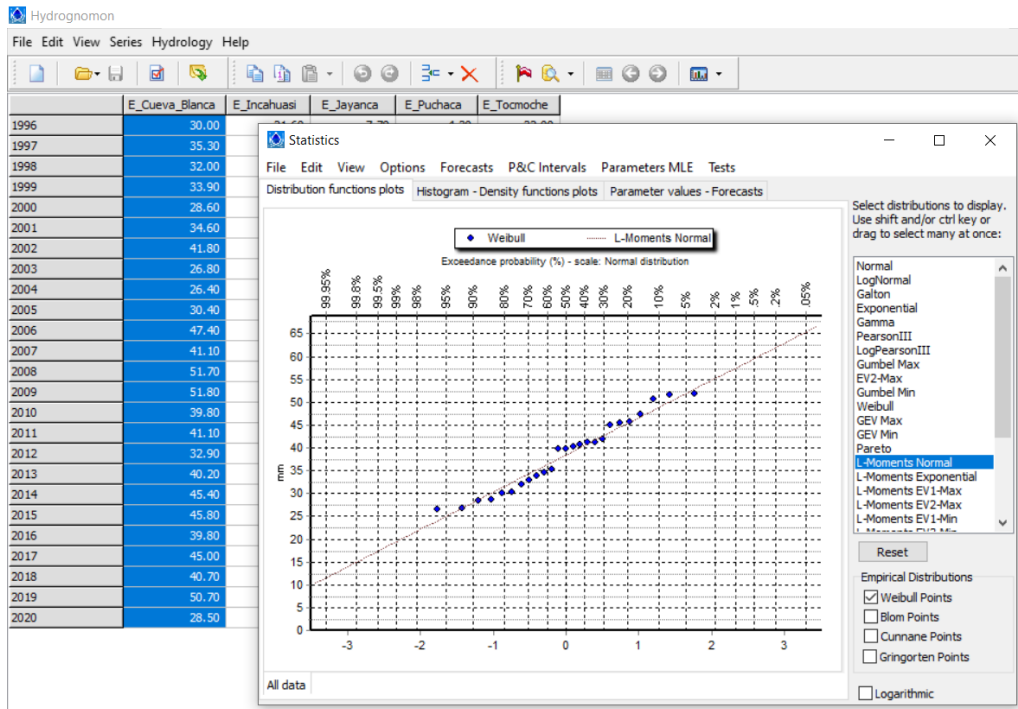 Hydrognomon
File Edit View Series Hydrology Help
E_Cueva_Blanca E_Incahuasi E_Jayanca E_Puchaca E_Tocmoche
1996 30.00
1997 35.30
1998 32.00
1999 33.90
2000 28.60
2001 34.60
2002 41.80
2003 26.80
2004 26.40
2005 30.40
2006 47.40
2007 41.10
2008 51.70
2009 51.80
2010 39.80
2011 41.10
2012 32.90
2013 40.20
2014 45.40
2015 45.80
2016 39.80
2017 45.00
2018 40.70
2019 50.70
2020 28.50
Statistics
File Edit View Options Forecasts P&C Intervals Parameters MLE Tests
Distribution functions plots Histogram - Density functions plots Parameter values - Forecasts
Weibull L-Moments Normal
Exceedance probability (%) - scale: Normal distribution
99.95% 99.8% 99.5% 99% 98% 95% 90% 80% 70% 60% 50% 40% 30% 20% 10% 5% 2% 1% .5% .2% .05%
65
60
55
50
45
40
mm
35
30
25
20
15
10
5
0
-3 -2 -1 0 1 2 3
All data
Select distributions to display.
Use shift and/or ctrl key or
drag to select many at once:
Normal
LogNormal
Galton
Exponential
Gamma
PearsonIII
LogPearsonIII
Gumbel Max
EV2-Max
Gumbel Min
Weibull
GEV Max
GEV Min
Pareto
L-Moments Normal
L-Moments Exponential
L-Moments EV1-Max
L-Moments EV2-Max
L-Moments EV1-Min
Reset
Empirical Distributions
Weibull Points
Blom Points
Cunnane Points
Gringorten Points
Logarithmic